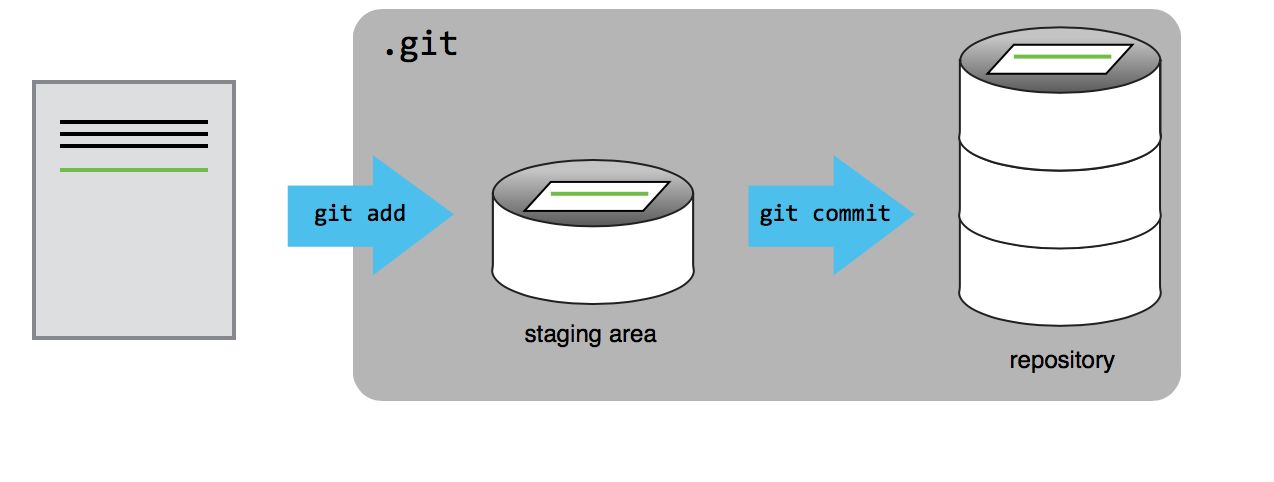 .git
git add
git commit
staging area
repository